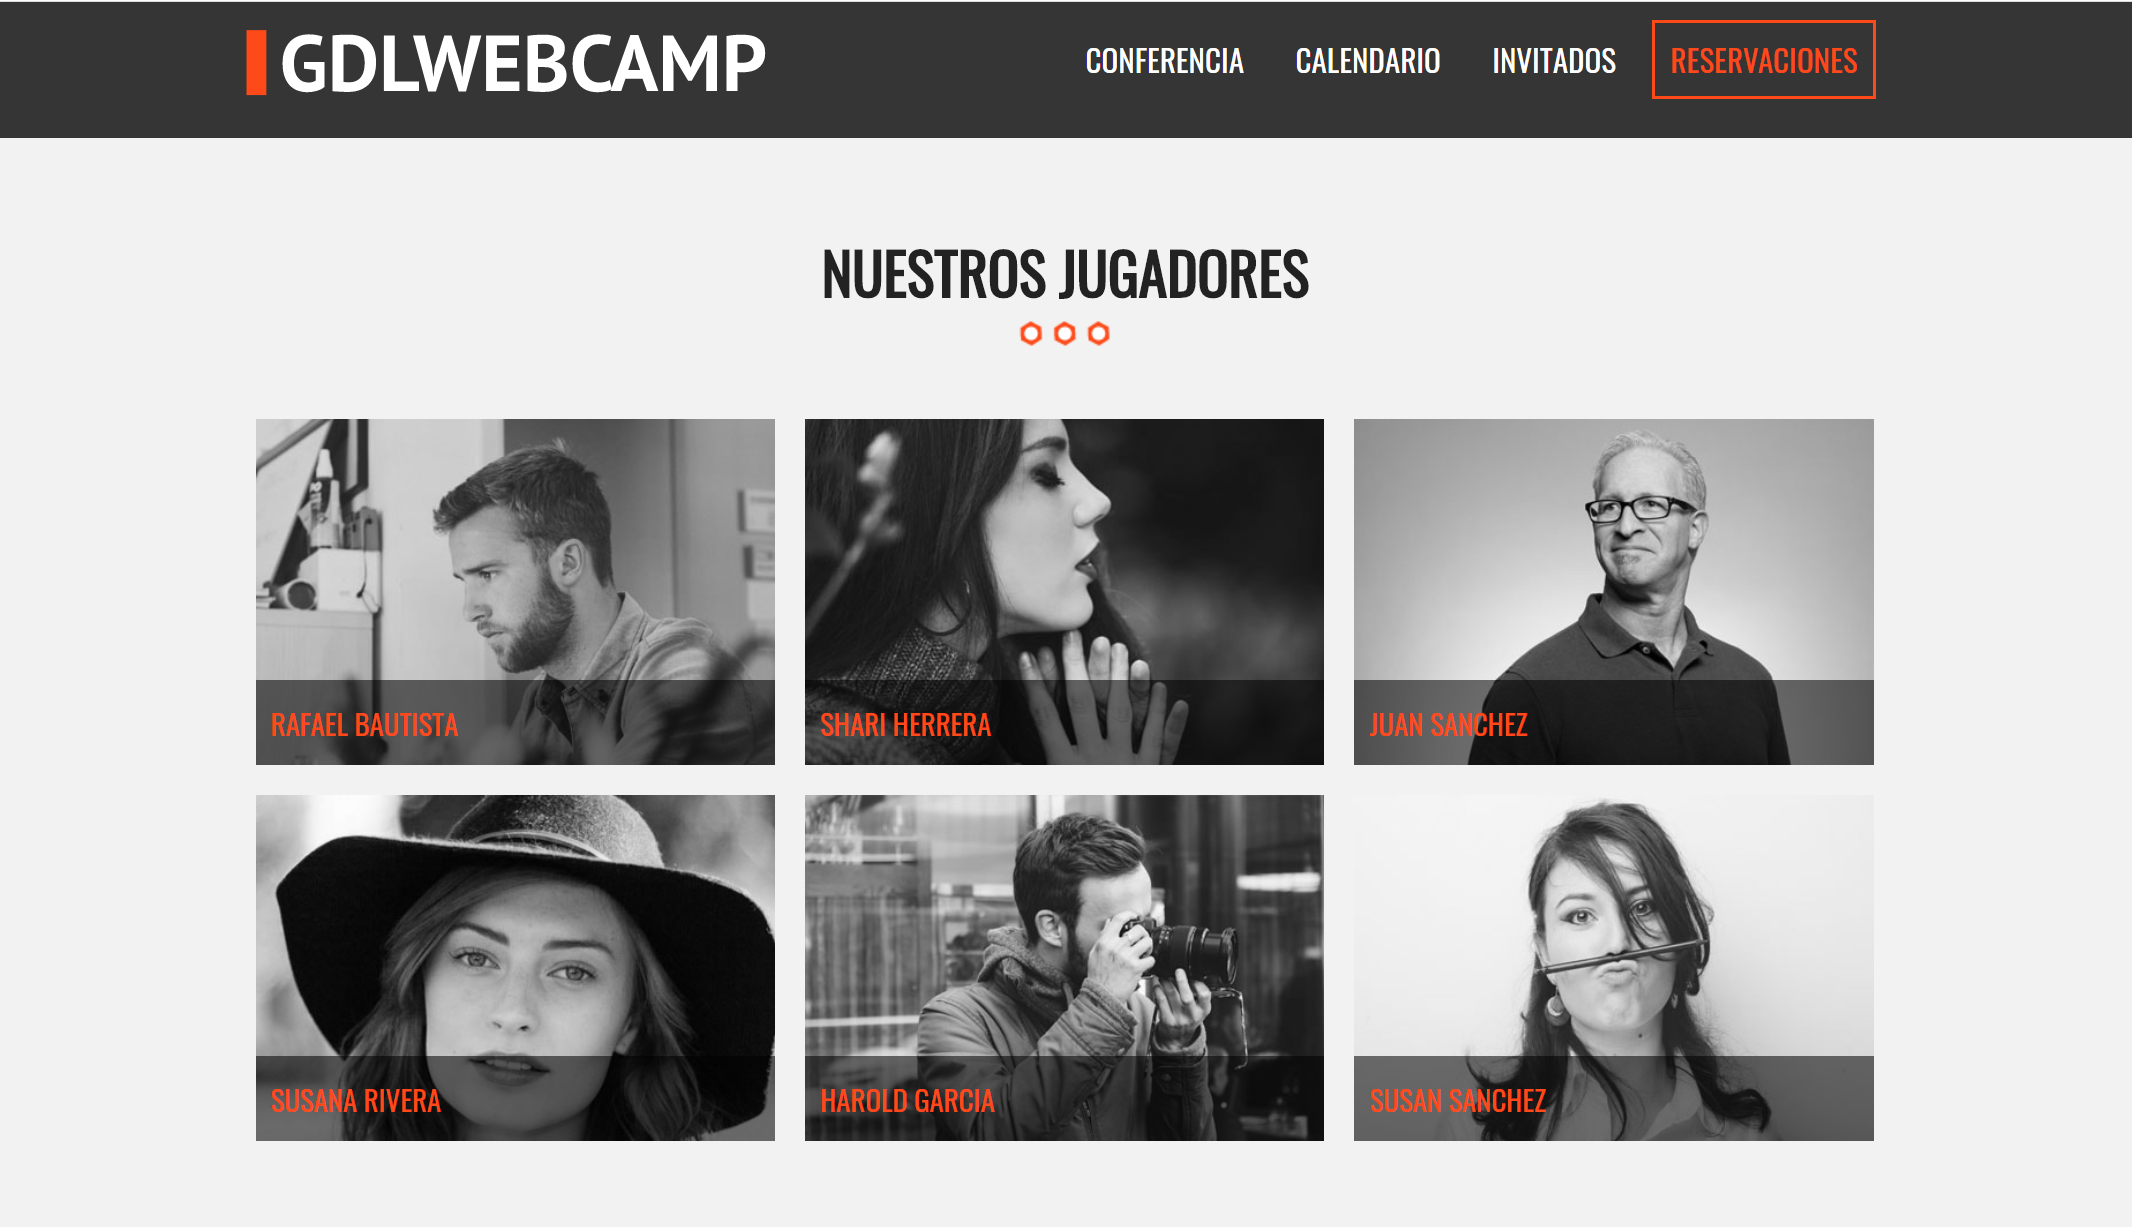 GDLWEBCAMP
CONFERENCIA CALENDARIO INVITADOS RESERVACIONES
NUESTROS JUGADORES
RAFAEL BAUTISTA
SHARI HERRERA
JUAN SANCHEZ
SUSANA RIVERA
HAROLD GARCIA
SUSAN SANCHEZ